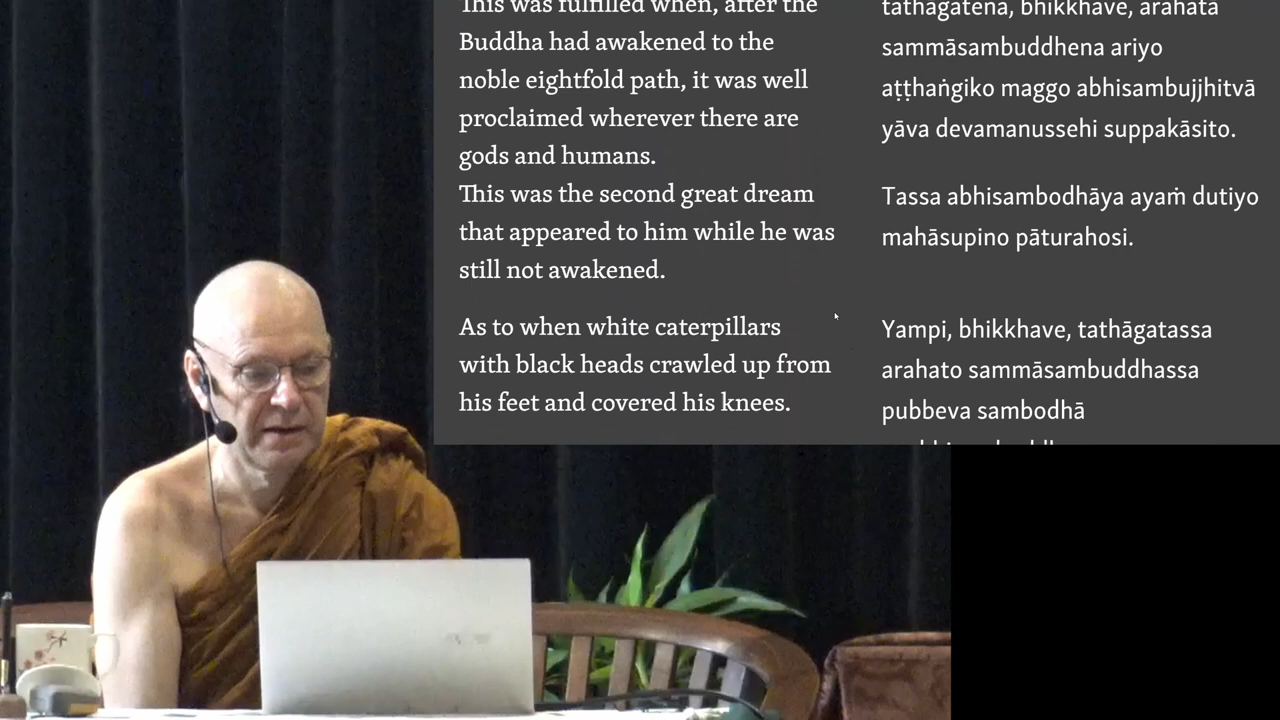 This was fulfilled when, after the
Buddha had awakened to the
noble eightfold path, it was well
proclaimed wherever there are
gods and humans.
This was the second great dream
that appeared to him while he was
still not awakened.
As to when white caterpillars
with black heads crawled up from
his feet and covered his knees.
tathāgatena, bhikkhave, arahatā
sammāsambuddhena ariyo
aṭṭhaṅgiko maggo abhisambujjhitvā
yāva devamanussehi suppakāsito.
Tassa abhisambodhāya ayaṁ dutiyo
mahāsupino pāturahosi.
Yampi, bhikkhave, tathāgatassa
arahato sammāsambuddhassa
pubbeva sambodhā